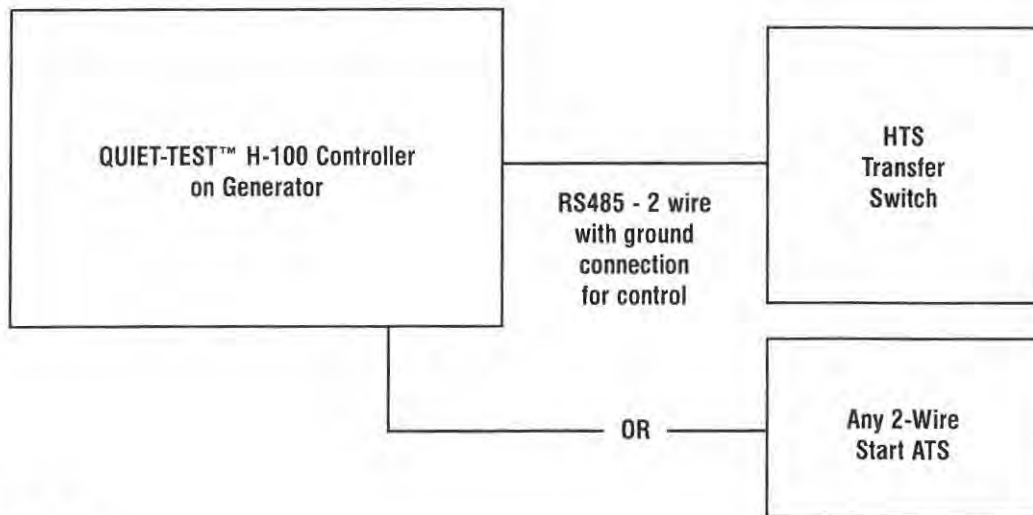 QUIET-TEST™ H-100 Controller
on Generator
RS485 - 2 wire
with ground
connection
for control
HTS
Transfer
Switch
OR
Any 2-Wire
Start ATS